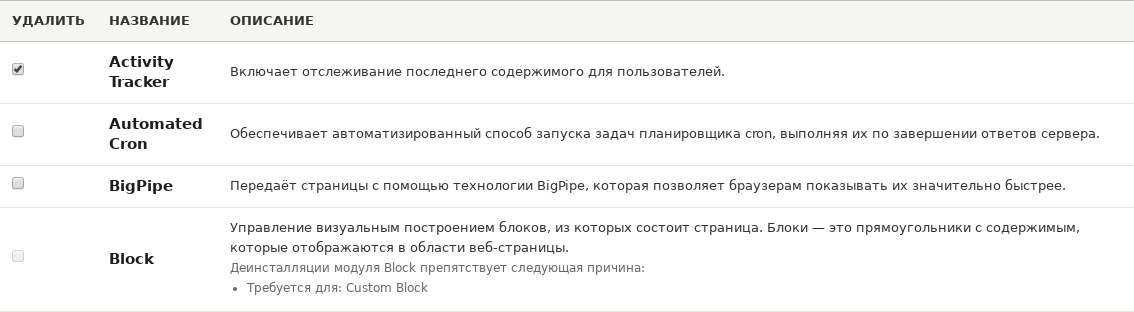 УДАЛИТЬ НАЗВАНИЕ ОПИСАНИЕ
Activity
Tracker
Включает отслеживание последнего содержимого для пользователей.
Automated
Cron
Обеспечивает автоматизированный способ запуска задач планировщика cron, выполняя их по завершении ответов сервера.
BigPipe
Передаёт страницы с помощью технологии BigPipe, которая позволяет браузерам показывать их значительно быстрее.
Block
Управление визуальным построением блоков, из которых состоит страница. Блоки — это прямоугольники с содержимым,
которые отображаются в области веб-страницы.
Деинсталляции модуля Block препятствует следующая причина:
• Требуется для: Custom Block